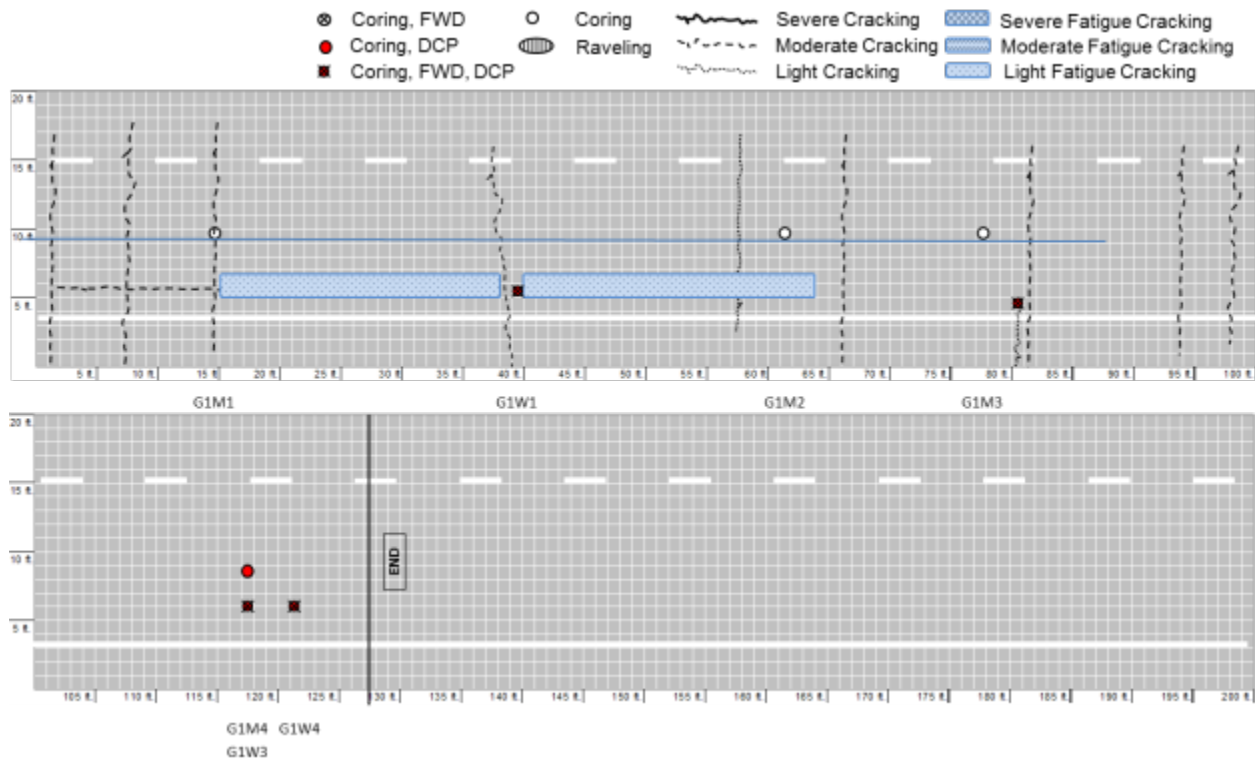 Coring, FWD Coring Severe Cracking Severe Fatigue Cracking
Coring, DCP Raveling Moderate Cracking Moderate Fatigue Cracking
Coring, FWD, DCP Light Cracking Light Fatigue Cracking
20 ft.
15 ft.
10 ft.
5 ft.
5 ft. 10 ft. 15 ft. 20 ft. 25 ft. 30 ft. 35 ft. 40 ft. 45 ft. 50 ft. 55 ft. 60 ft. 65 ft. 70 ft. 75 ft. 80 ft. 85 ft. 90 ft. 95 ft. 100 ft.
G1M1 G1W1 G1M2 G1M3
20 ft.
15 ft.
10 ft.
END
5 ft.
105 ft. 110 ft. 115 ft. 120 ft. 125 ft. 130 ft. 135 ft. 140 ft. 145 ft. 150 ft. 155 ft. 160 ft. 165 ft. 170 ft. 175 ft. 180 ft. 185 ft. 190 ft. 195 ft. 200 ft.
G1M4 G1W4
G1W3